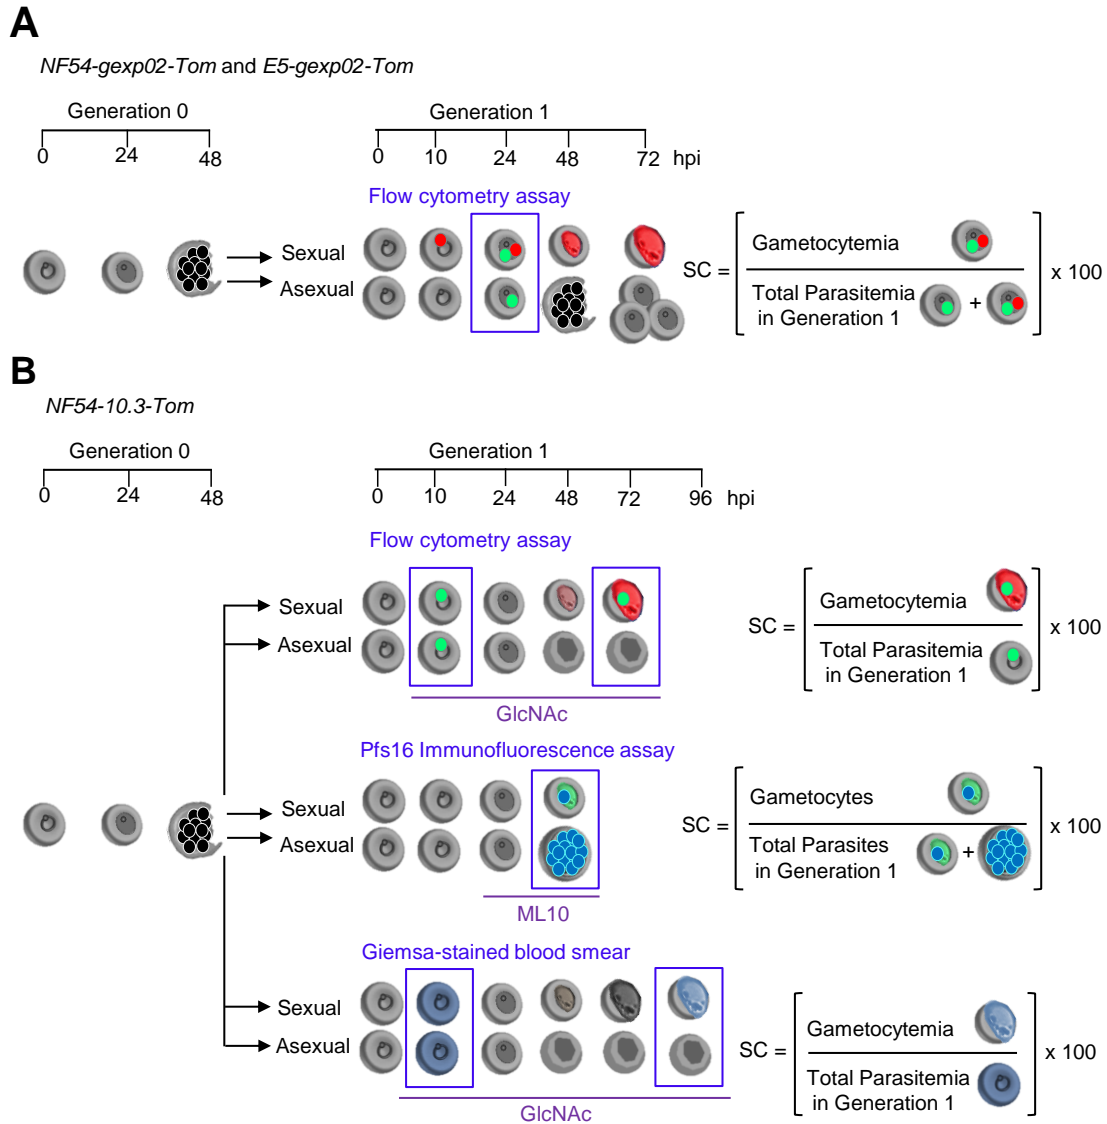 A
NF54-gexp02-Tom and E5-gexp02-Tom
Generation 0
Generation 1
0 24 48
0 10 24 48 72 hpi
Flow cytometry assay
Sexual
Asexual
SC =
Gametocytemia
Total Parasitemia
in Generation 1
+
x 100
B
NF54-10.3-Tom
Generation 0
Generation 1
0 24 48
0 10 24 48 72 96 hpi
Flow cytometry assay
Sexual
Asexual
GlcNAc
SC =
Gametocytemia
Total Parasitemia
in Generation 1
x 100
Pfs16 Immunofluorescence assay
Sexual
Asexual
ML10
SC =
Gametocytes
Total Parasites
in Generation 1
+
x 100
Giemsa-stained blood smear
Sexual
Asexual
GlcNAc
SC =
Gametocytemia
Total Parasitemia
in Generation 1
x 100